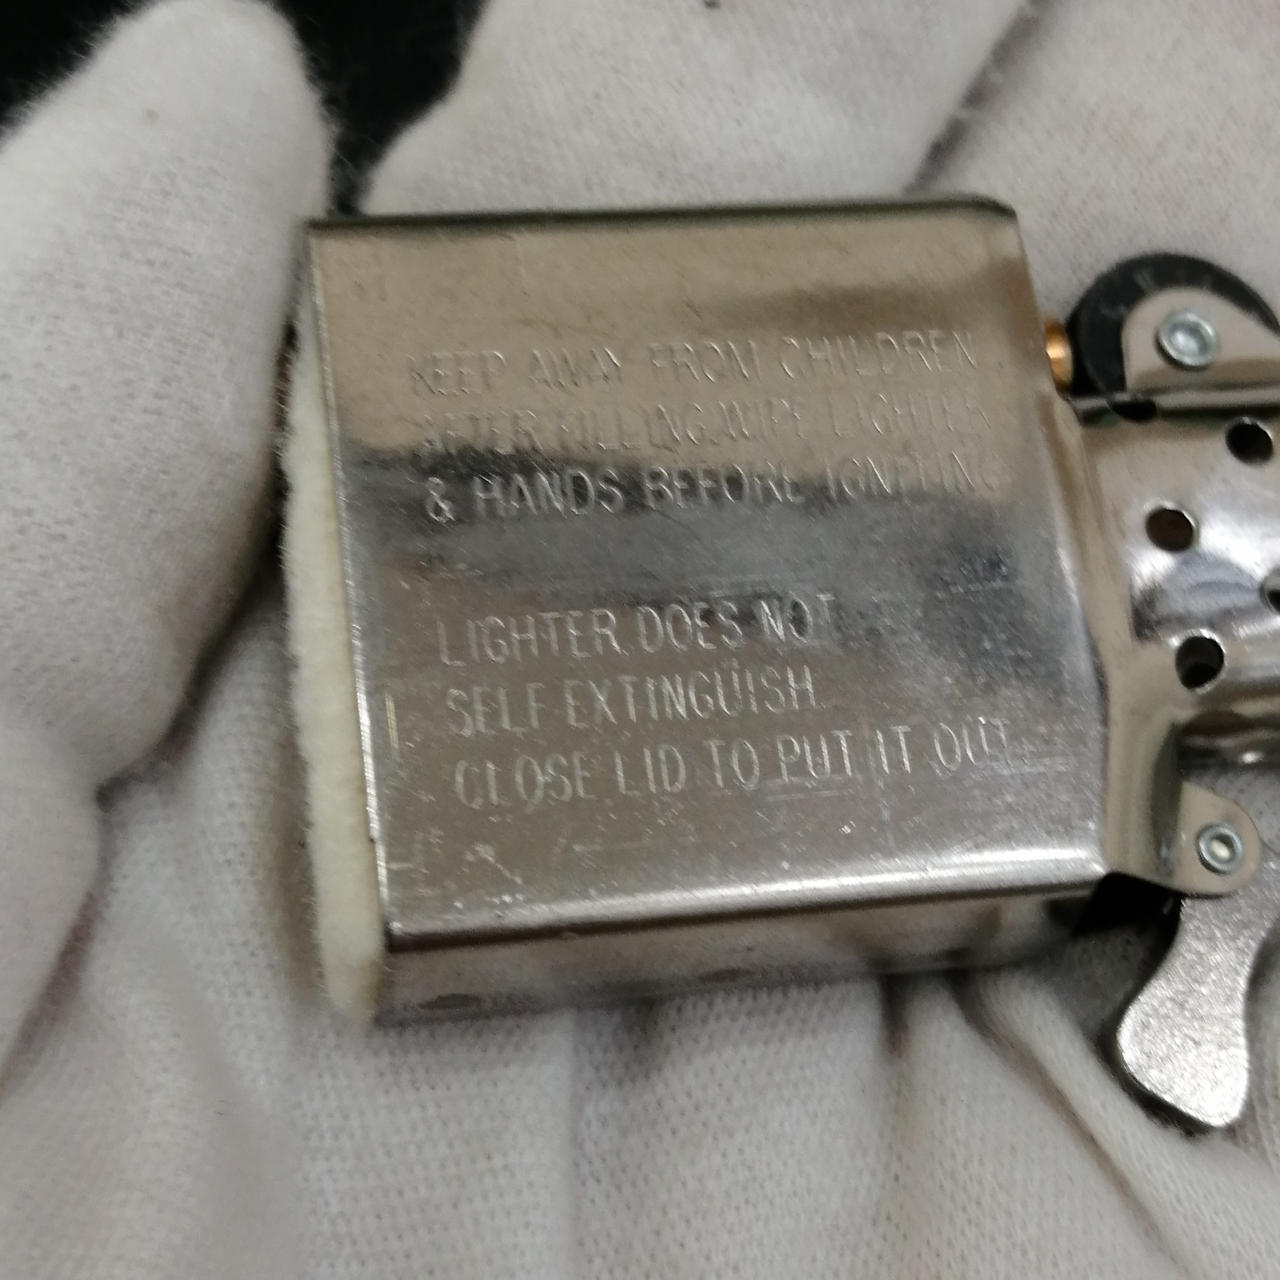 KEEP AWAY FROM CHILDREN.
AFTER FILLING, WIPE LIGHTER
& HANDS BEFORE IGNITING
LIGHTER DOES NOT
SELF EXTINGUISH.
CLOSE LID TO PUT IT OUT.